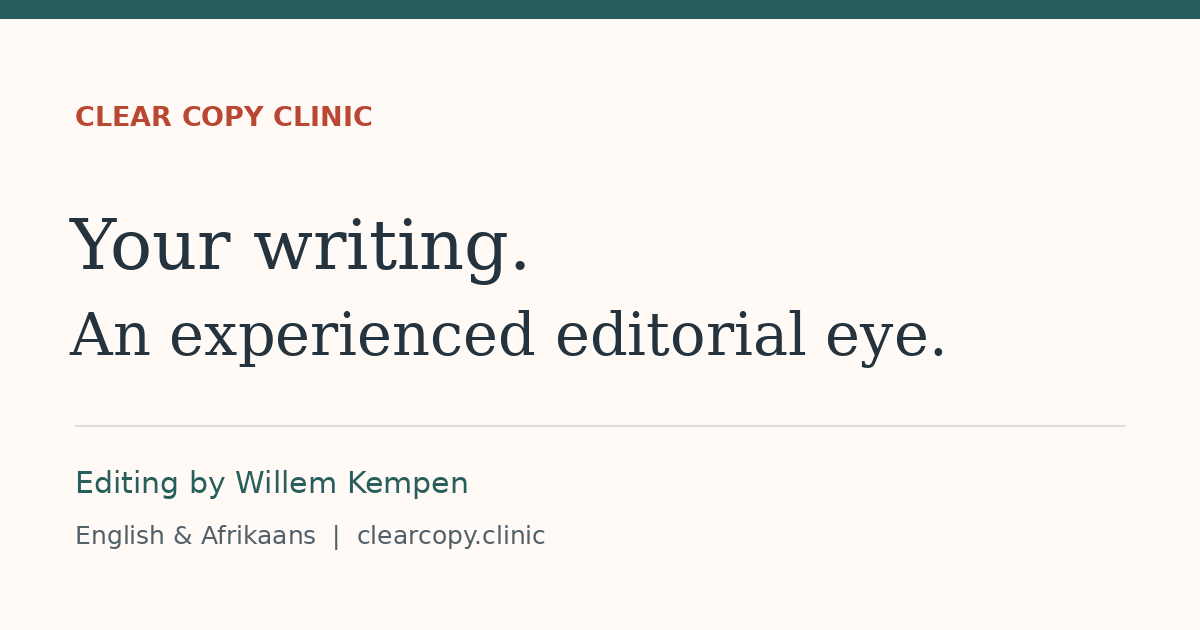 CLEAR COPY CLINIC
Your writing.
An experienced editorial eye.
Editing by Willem Kempen
English & Afrikaans | clearcopy.clinic